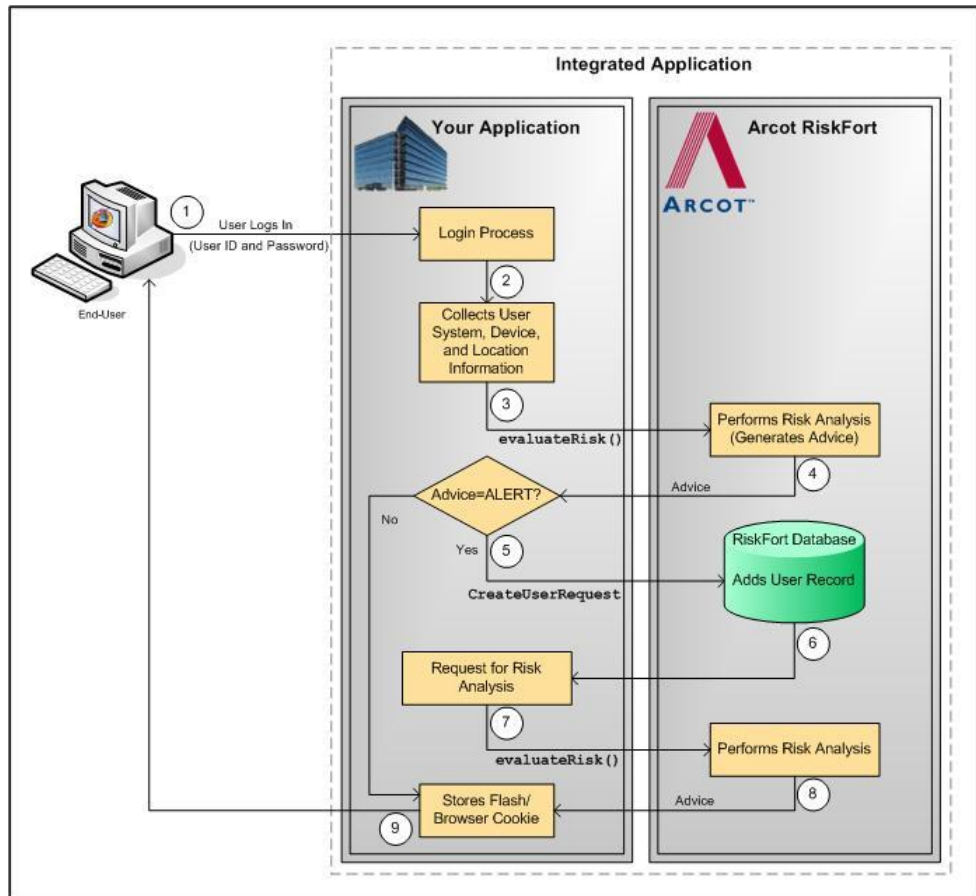 Integrated Application
Your Application
Arcot RiskFort
ARCOT™
1
User Logs In
(User ID and Password)
End-User
Login Process
2
Collects User
System, Device,
and Location
Information
3
evaluateRisk()
Performs Risk Analysis
(Generates Advice)
4
Advice
Advice=ALERT?
No
Yes
5
CreateUserRequest
RiskFort Database
Adds User Record
6
Request for Risk
Analysis
7
evaluateRisk()
Performs Risk Analysis
8
Advice
Stores Flash/
Browser Cookie
9